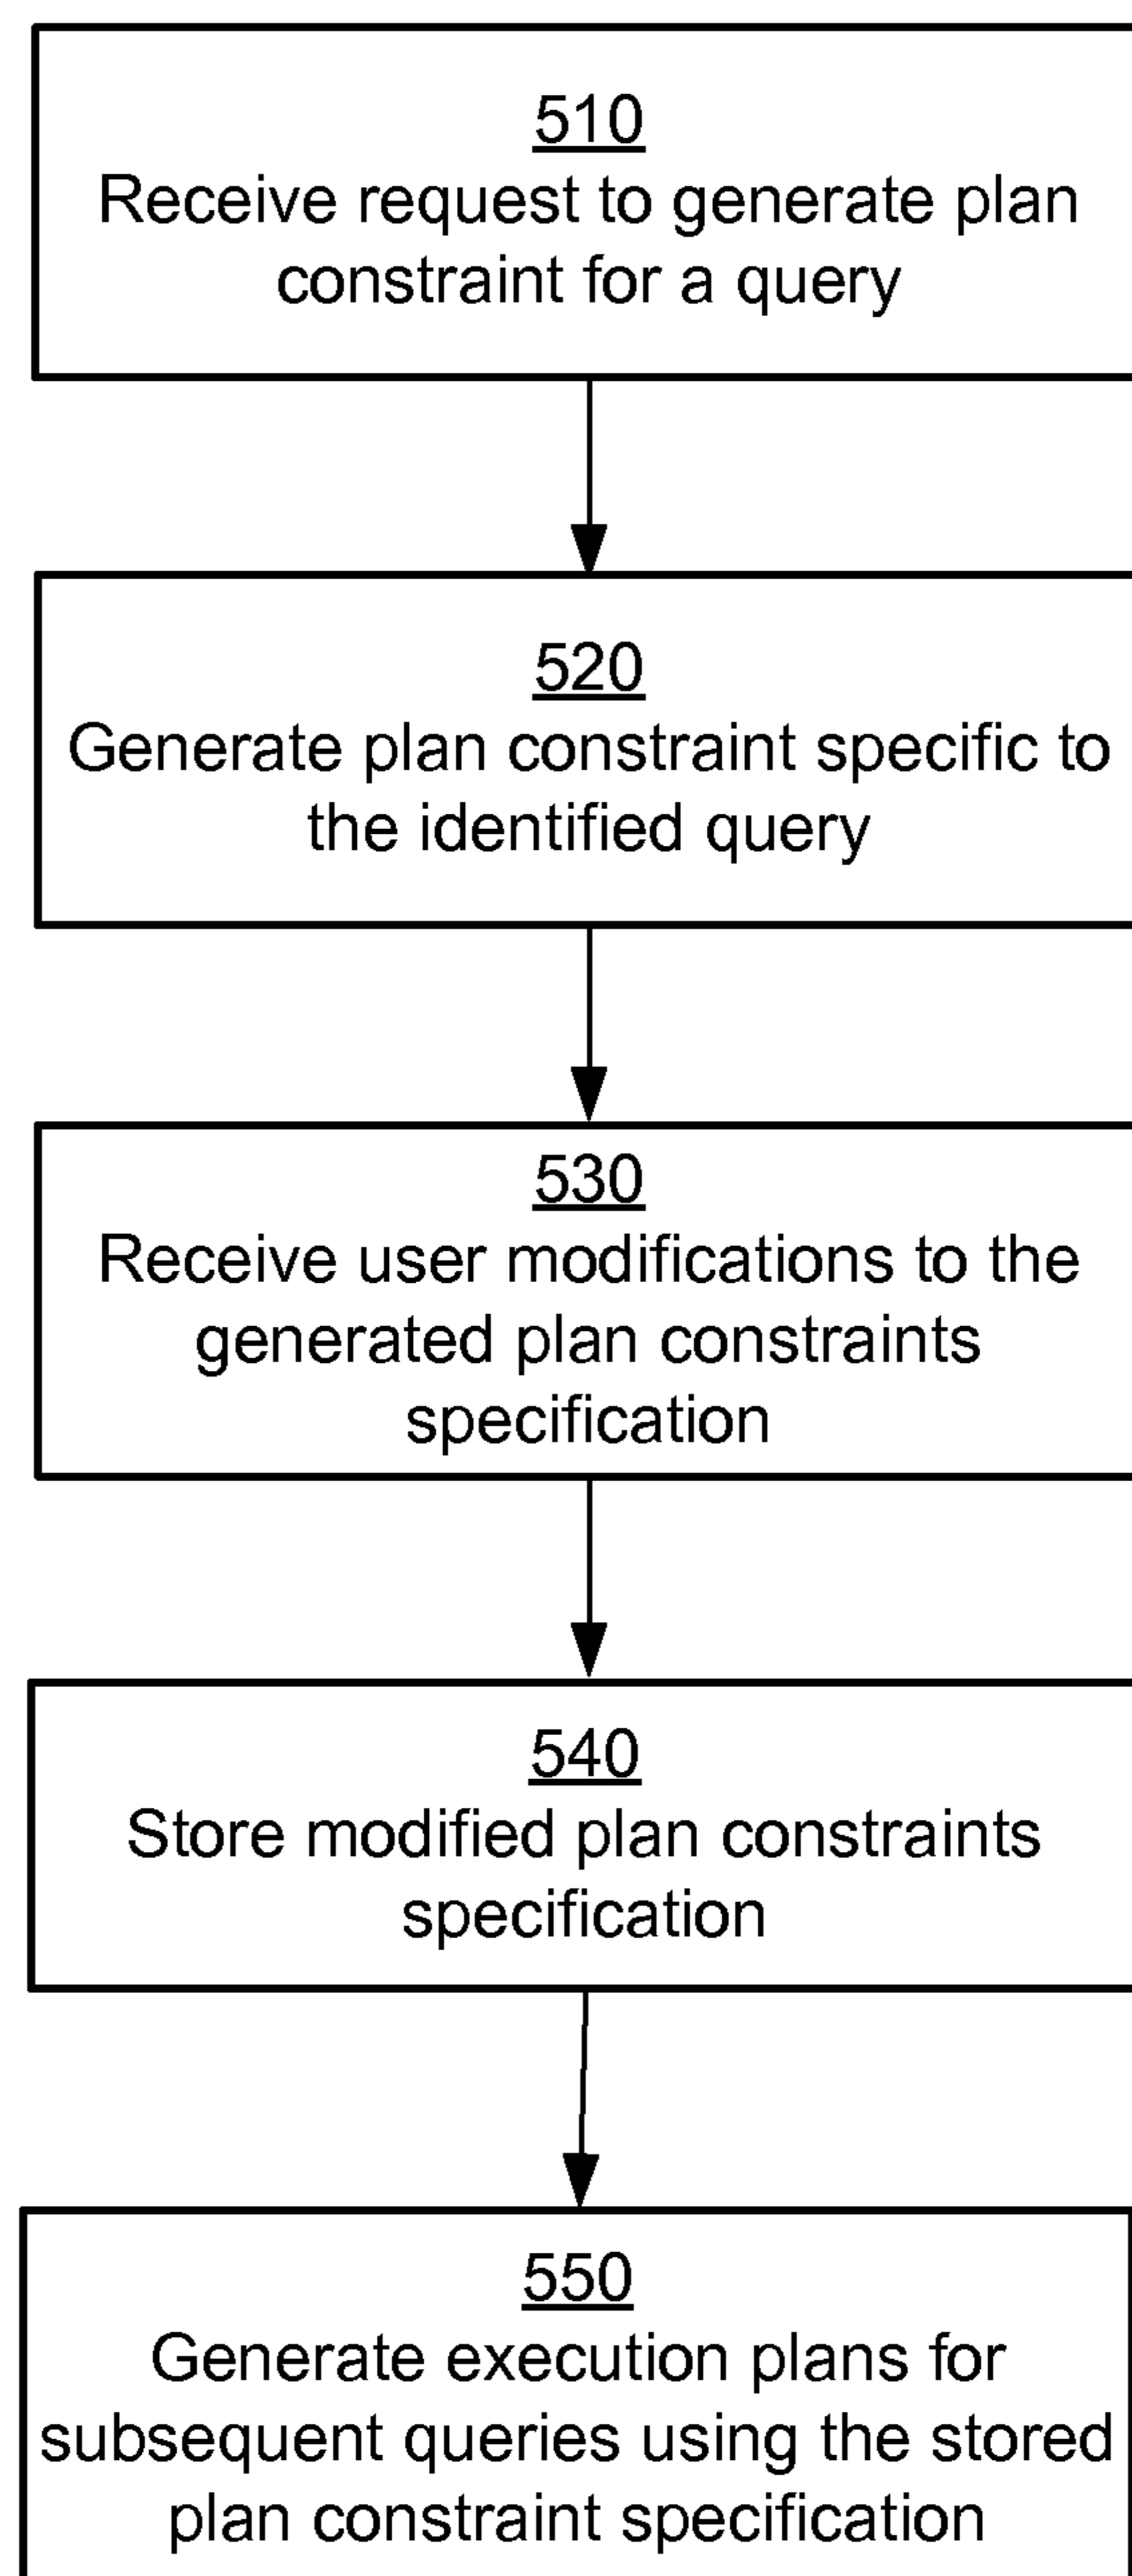 510
Receive request to generate plan
constraint for a query
520
Generate plan constraint specific to
the identified query
530
Receive user modifications to the
generated plan constraints
specification
540
Store modified plan constraints
specification
550
Generate execution plans for
subsequent queries using the stored
plan constraint specification